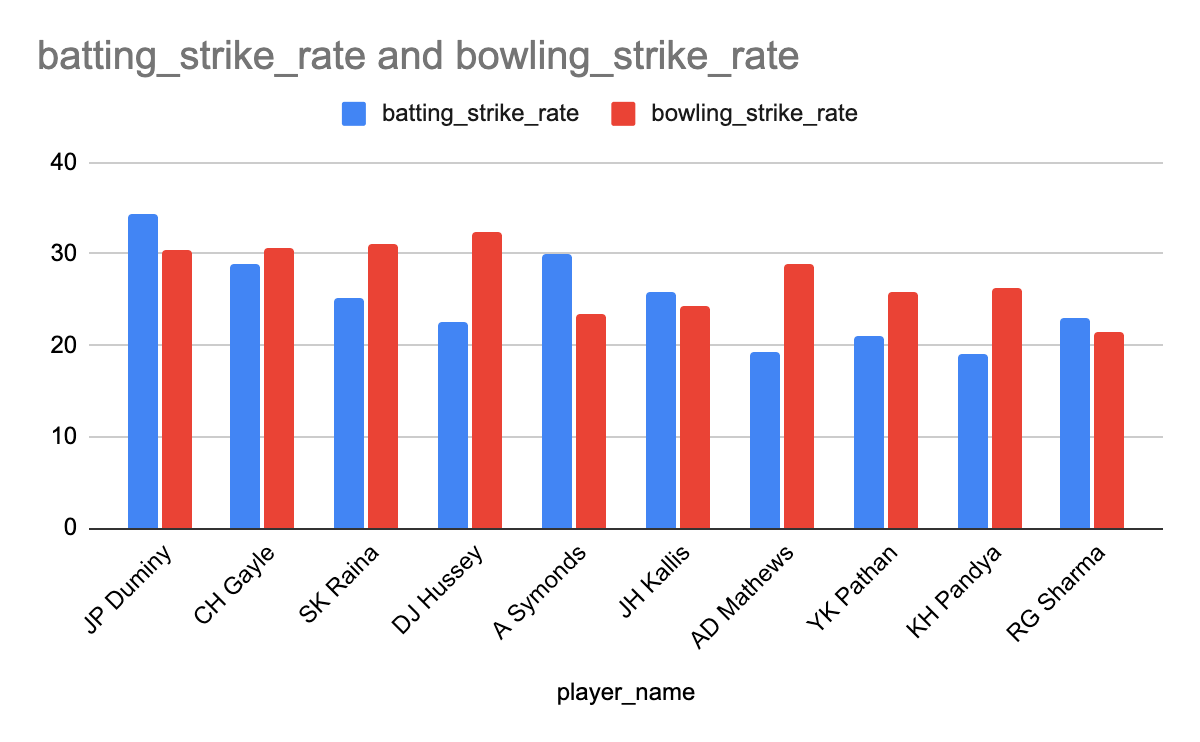 batting_strike_rate and bowling_strike_rate
batting_strike_rate bowling_strike_rate
40
30
20
10
0
JP Duminy
CH Gayle
SK Raina
DJ Hussey
A Symonds
JH Kallis
AD Mathews
YK Pathan
KH Pandya
RG Sharma
player_name